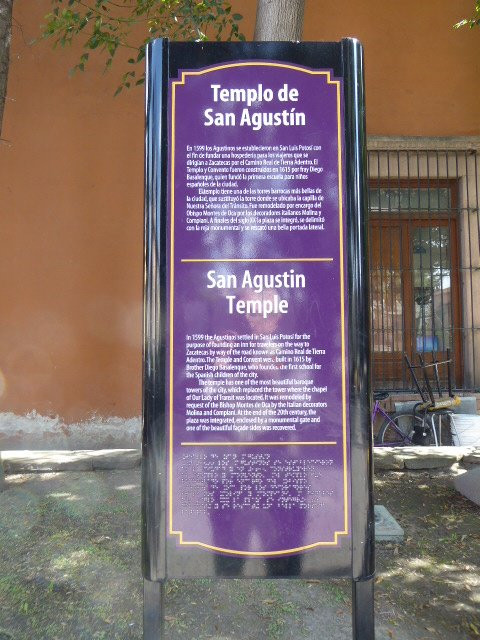 Templo de
San Agustín
En 1599 los Agustinos se establecieron en San Luis Potosí con
el fin de fundar una hospedería para los viajeros que se
dirigían a Zacatecas por el Camino Real de Tierra Adentro. El
Templo y Convento fueron construidos en 1615 por fray Diego
Basalenque, quien fundó la primera escuela para niños
españoles de la ciudad.
El templo tiene una de las torres barrocas más bellas de
la ciudad, que sustituyó la torre donde se ubicaba la capilla de
Nuestra Señora del Tránsito. Fue remodelado por encargo del
Obispo Montes de Oca por los decoradores italianos Molina y
Compiani. A finales del siglo XX la plaza se integró, se delimitó
con la reja monumental y se rescató una bella portada lateral.
San Agustin
Temple
In 1599 the Agustinos settled in San Luis Potosí for the
purpose of founding an inn for travelers on the way to
Zacatecas by way of the road known as Camino Real de Tierra
Adentro. The Temple and Convent were built in 1615 by
Brother Diego Basalenque, who founded the first school for
the Spanish children of the city.
The temple has one of the most beautiful baroque
towers of the city, which replaced the tower where the chapel
of Our Lady of Transit was located. It was remodeled by
request of the Bishop Montes de Oca by the Italian decorators
Molina and Compiani. At the end of the 20th century, the
place was integrated, enclosed by a monumental gate and
one of the beautiful façade sides was recovered.